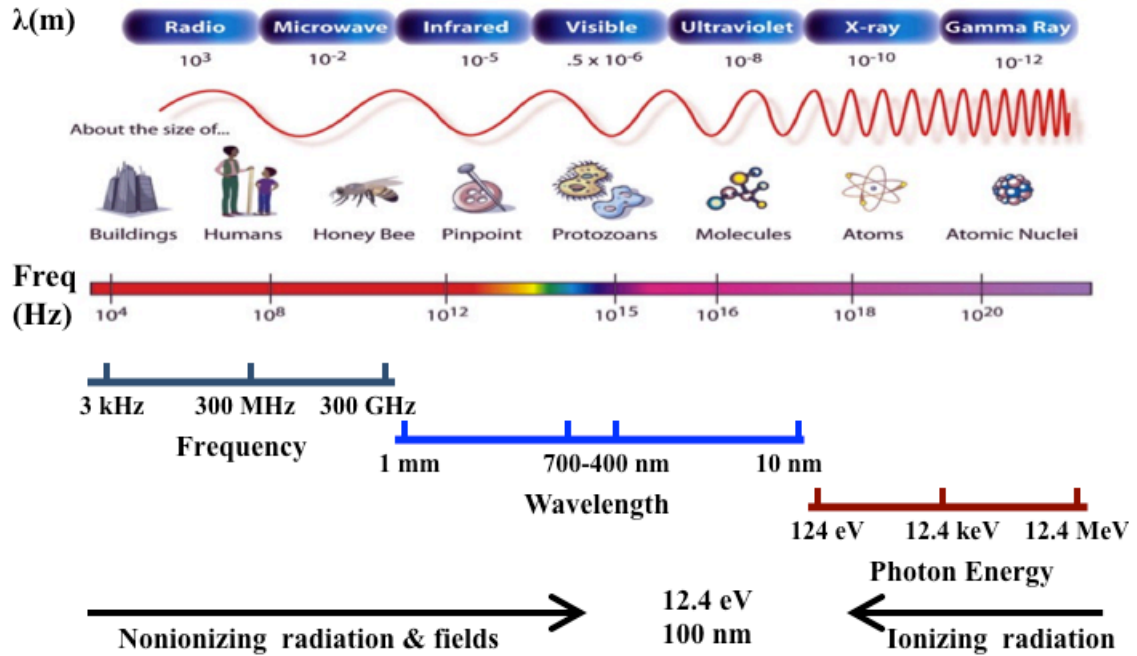 λ(m) Radio Microwave Infrared Visible Ultraviolet X-ray Gamma Ray
10³ 10⁻² 10⁻⁵ .5 x 10⁻⁶ 10⁻⁸ 10⁻¹⁰ 10⁻¹²
About the size of...
Buildings Humans Honey Bee Pinpoint Protozoans Molecules Atoms Atomic Nuclei
Freq
(Hz) 10⁴ 10⁸ 10¹² 10¹⁵ 10¹⁶ 10¹⁸ 10²⁰
3 kHz 300 MHz 300 GHz
Frequency
1 mm 700-400 nm 10 nm
Wavelength
124 eV 12.4 keV 12.4 MeV
Photon Energy
12.4 eV
100 nm
Nonionizing radiation & fields Ionizing radiation